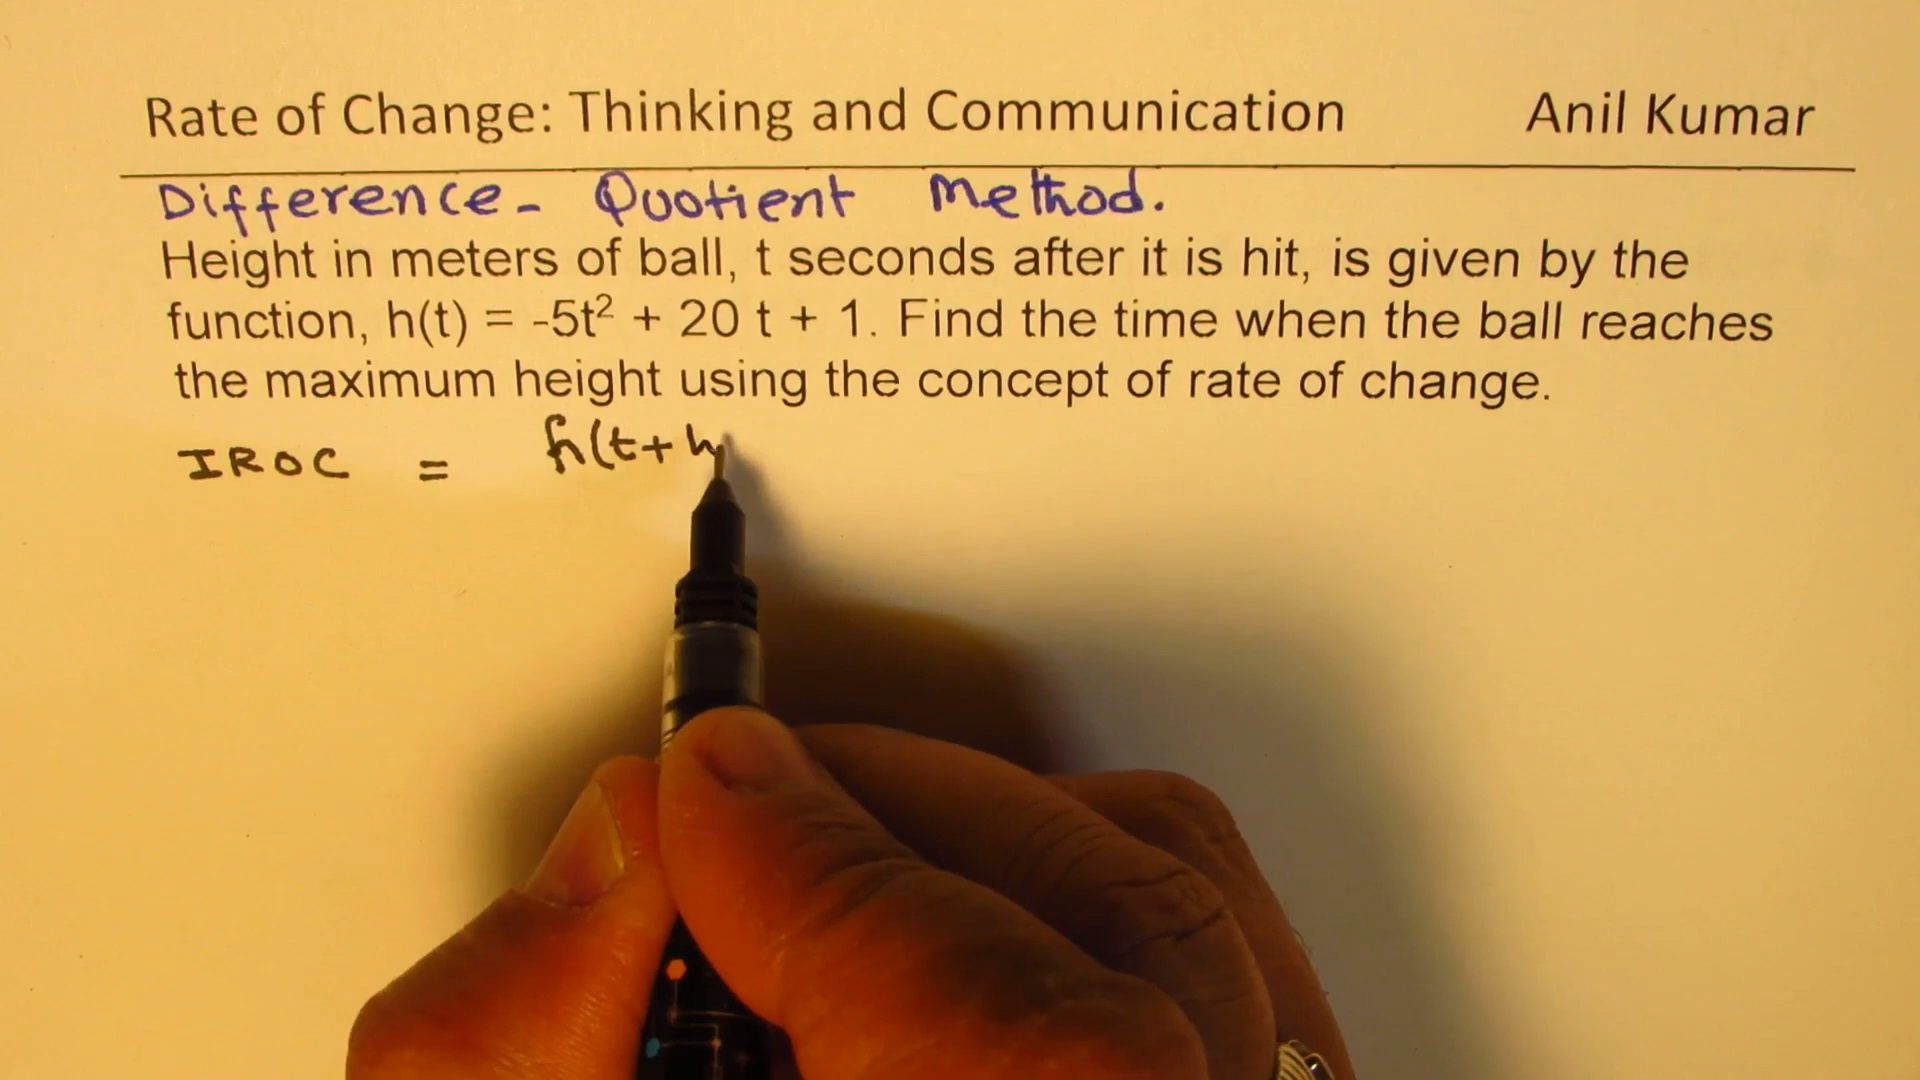 Rate of Change: Thinking and Communication Anil Kumar
Difference - Quotient Method.
Height in meters of ball, t seconds after it is hit, is given by the
function, h(t) = -5t² + 20 t + 1. Find the time when the ball reaches
the maximum height using the concept of rate of change.
IROC = h(t+h